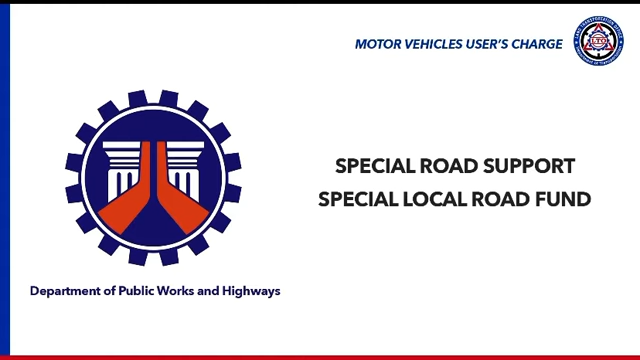 MOTOR VEHICLES USER'S CHARGE
SPECIAL ROAD SUPPORT
SPECIAL LOCAL ROAD FUND
Department of Public Works and Highways